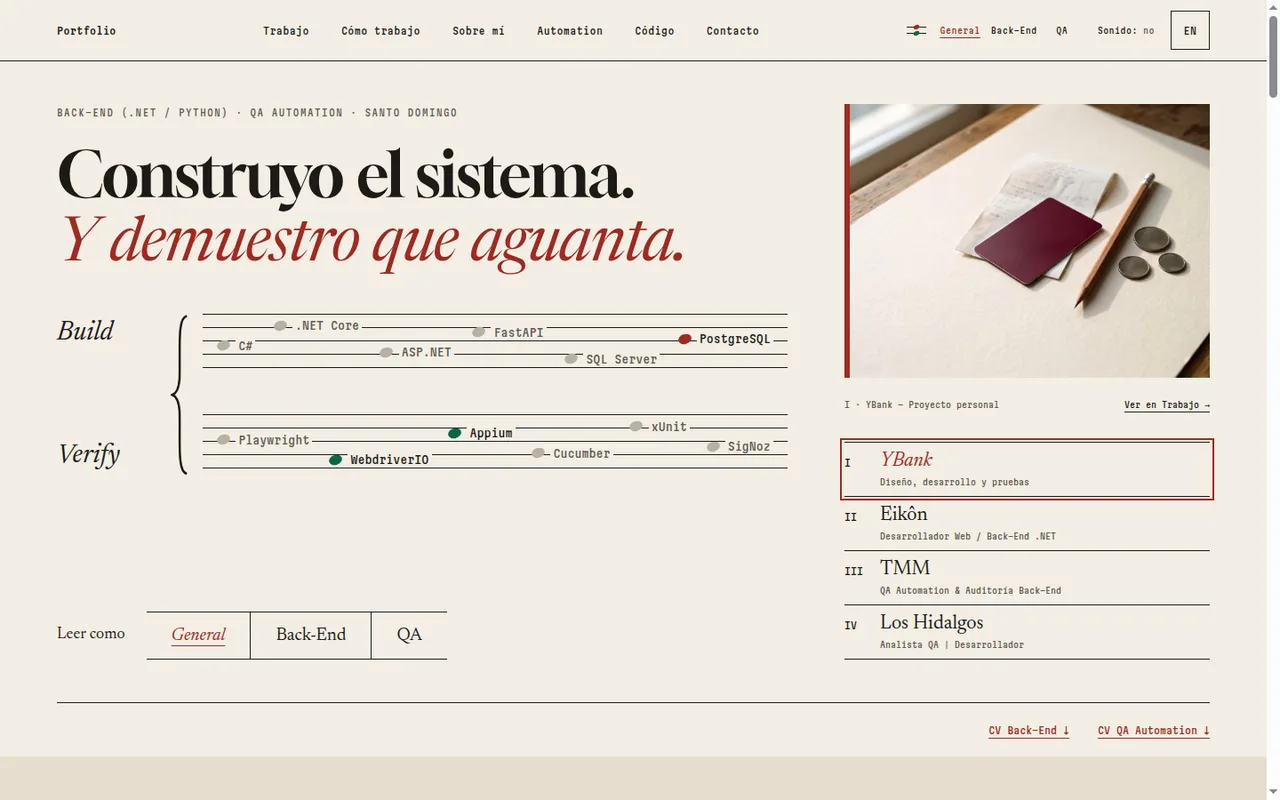 Portfolio
Trabajo
Cómo trabajo
Sobre mí
Automation
Código
Contacto
General
Back-End
QA
Sonido: no
EN
BACK-END (.NET / PYTHON) · QA AUTOMATION · SANTO DOMINGO
Construyo el sistema.
Y demuestro que aguanta.
Build
.NET Core
FastAPI
PostgreSQL
C#
ASP.NET
SQL Server
Verify
xUnit
Appium
Playwright
SigNoz
Cucumber
WebdriverIO
Leer como
General
Back-End
QA
I · YBank — Proyecto personal
Ver en Trabajo →
I
YBank
Diseño, desarrollo y pruebas
II
Eikôn
Desarrollador Web / Back-End .NET
III
TMM
QA Automation & Auditoría Back-End
IV
Los Hidalgos
Analista QA | Desarrollador
CV Back-End ↓
CV QA Automation ↓